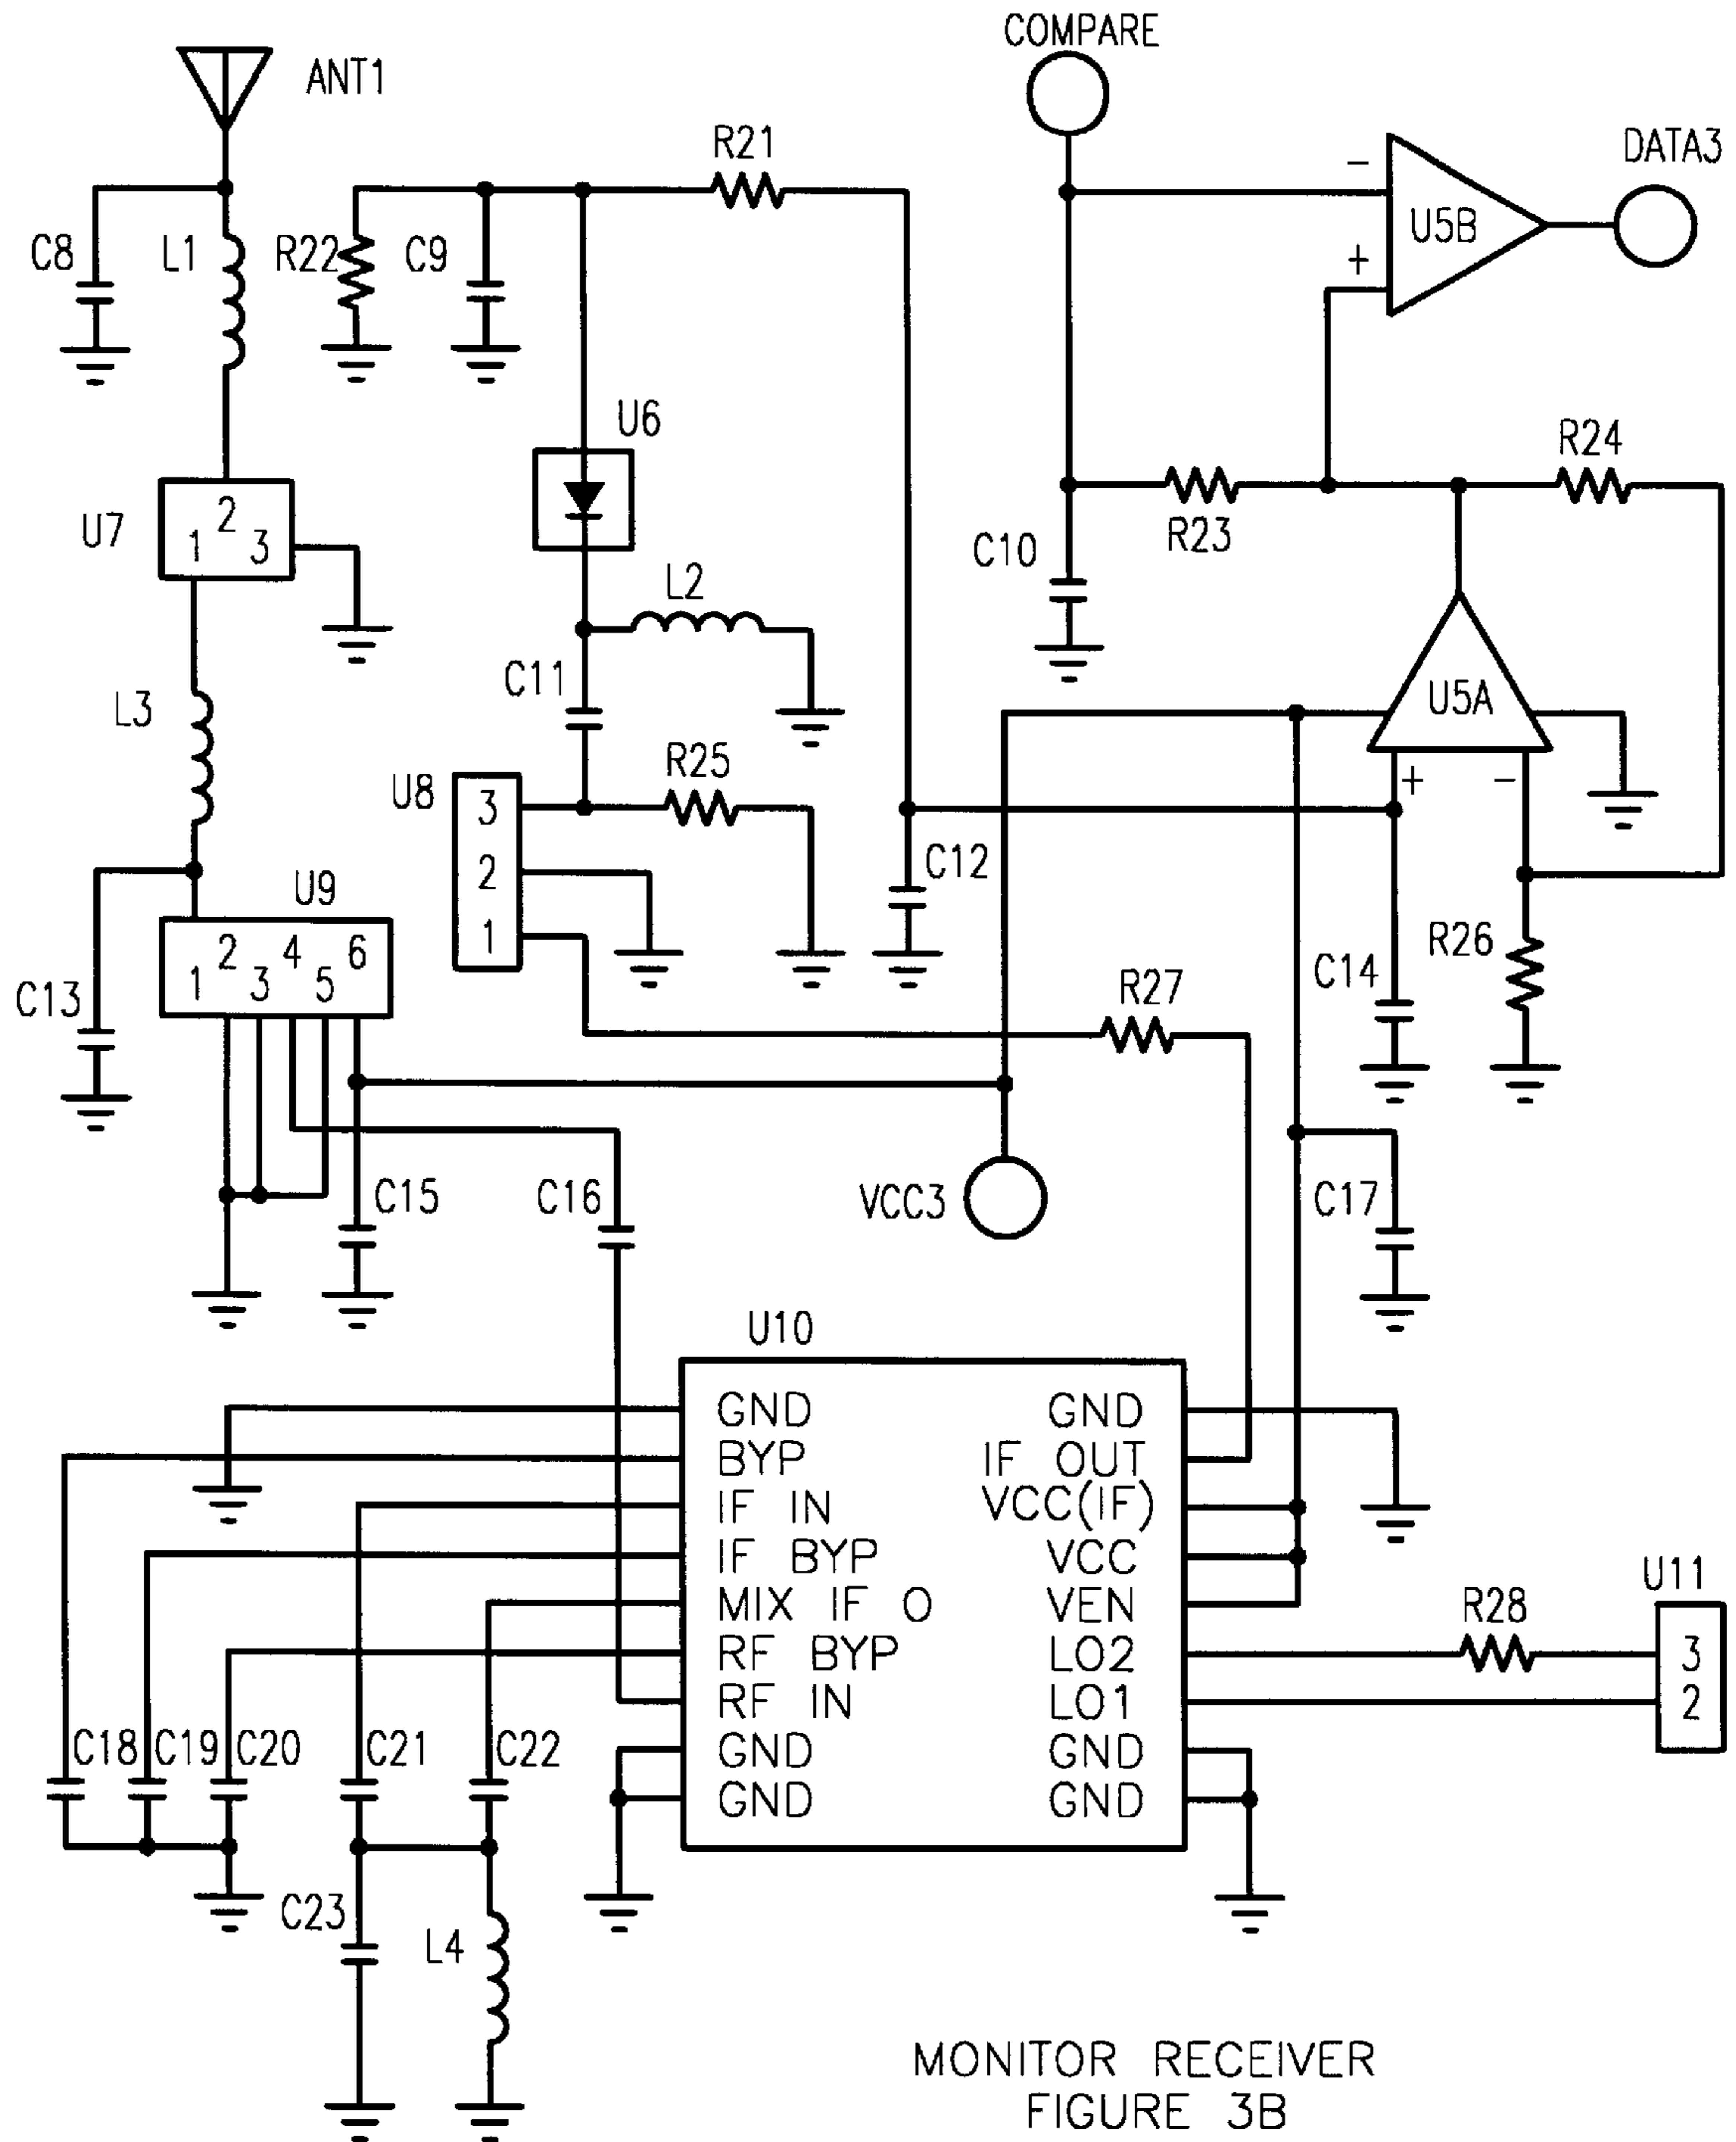 COMPARE
ANT1
DATA3
R21
-
U5B
+
C8
L1
R22
C9
U6
R24
U7
1
2
3
C10
R23
L2
C11
L3
U5A
U8
R25
+
-
3
2
1
C12
U9
1
2
3
4
5
6
C13
R27
C14
R26
C15
C16
VCC3
C17
U10
GND
BYP
IF IN
IF BYP
MIX IF O
RF BYP
RF IN
GND
GND
GND
IF OUT
VCC(IF)
VCC
VEN
LO2
LO1
GND
GND
R28
U11
3
2
C18
C19
C20
C21
C22
C23
L4
MONITOR RECEIVER
FIGURE 3B